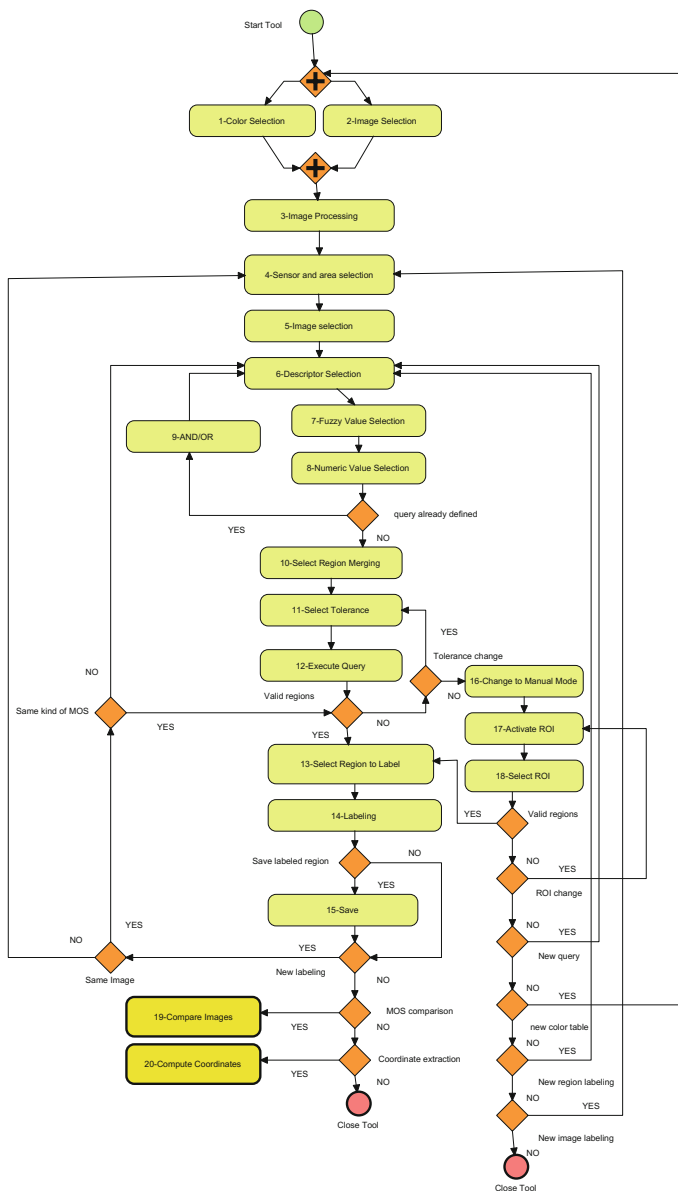 Start Tool
1-Color Selection
2-Image Selection
3-Image Processing
4-Sensor and area selection
5-Image selection
6-Descriptor Selection
7-Fuzzy Value Selection
9-AND/OR
8-Numeric Value Selection
query already defined
YES
NO
10-Select Region Merging
11-Select Tolerance
YES
Tolerance change
12-Execute Query
NO
16-Change to Manual Mode
NO
Valid regions
Same kind of MOS
YES
NO
17-Activate ROI
YES
13-Select Region to Label
18-Select ROI
14-Labeling
YES
Valid regions
NO
Save labeled region
NO
YES
YES
ROI change
15-Save
NO
YES
NO
YES
YES
New query
NO
Same Image
New labeling
NO
NO
YES
19-Compare Images
MOS comparison
YES
NO
new color table
NO
YES
20-Compute Coordinates
Coordinate extraction
YES
NO
New region labeling
NO
YES
Close Tool
New image labeling
NO
Close Tool